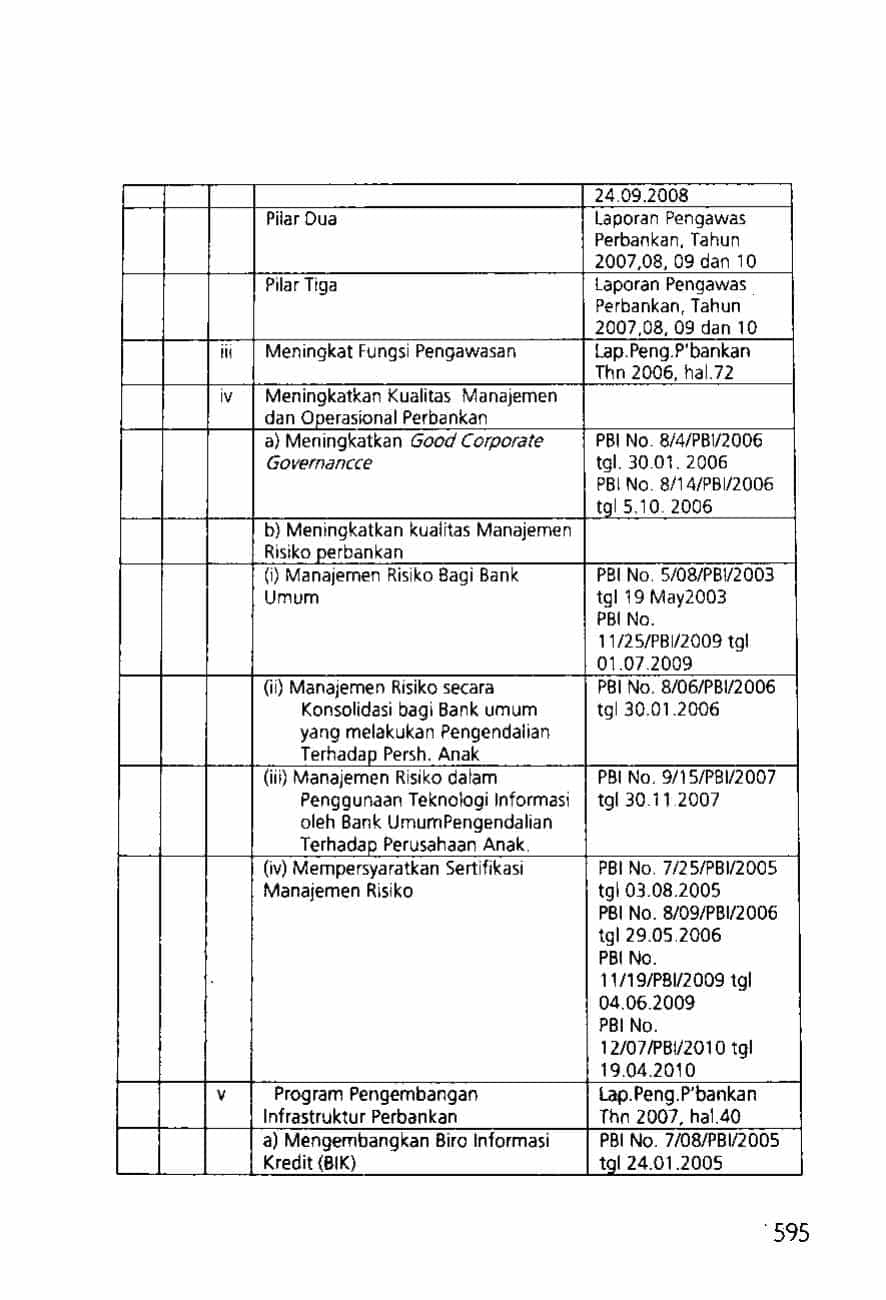 24.09.2008
Pilar Dua
Laporan Pengawas
Perbankan, Tahun
2007,08, 09 dan 10
Pilar Tiga
Laporan Pengawas
Perbankan, Tahun
2007,08, 09 dan 10
iii
Meningkat Fungsi Pengawasan
Lap.Peng.P'bankan
Thn 2006, hal.72
iv
Meningkatkan Kualitas Manajemen
dan Operasional Perbankan
a) Meningkatkan Good Corporate
Governancce
PBI No. 8/4/PBI/2006
tgl. 30.01. 2006
PBI No. 8/14/PBI/2006
tgl 5.10. 2006
b) Meningkatkan kualitas Manajemen
Risiko perbankan
(i) Manajemen Risiko Bagi Bank
Umum
PBI No. 5/08/PBI/2003
tgl 19 May2003
PBI No.
11/25/PBI/2009 tgl
01.07.2009
(ii) Manajemen Risiko secara
Konsolidasi bagi Bank umum
yang melakukan Pengendalian
Terhadap Persh. Anak
PBI No. 8/06/PBI/2006
tgl 30.01.2006
(iii) Manajemen Risiko dalam
Penggunaan Teknologi Informasi
oleh Bank UmumPengendalian
Terhadap Perusahaan Anak.
PBI No. 9/15/PBI/2007
tgl 30.11.2007
(iv) Mempersyaratkan Sertifikasi
Manajemen Risiko
PBI No. 7/25/PBI/2005
tgl 03.08.2005
PBI No. 8/09/PBI/2006
tgl 29.05.2006
PBI No.
11/19/PBI/2009 tgl
04.06.2009
PBI No.
12/07/PBI/2010 tgl
19.04.2010
v
Program Pengembangan
Infrastruktur Perbankan
Lap.Peng.P'bankan
Thn 2007, hal.40
a) Mengembangkan Biro Informasi
Kredit (BIK)
PBI No. 7/08/PBI/2005
tgl 24.01.2005
595